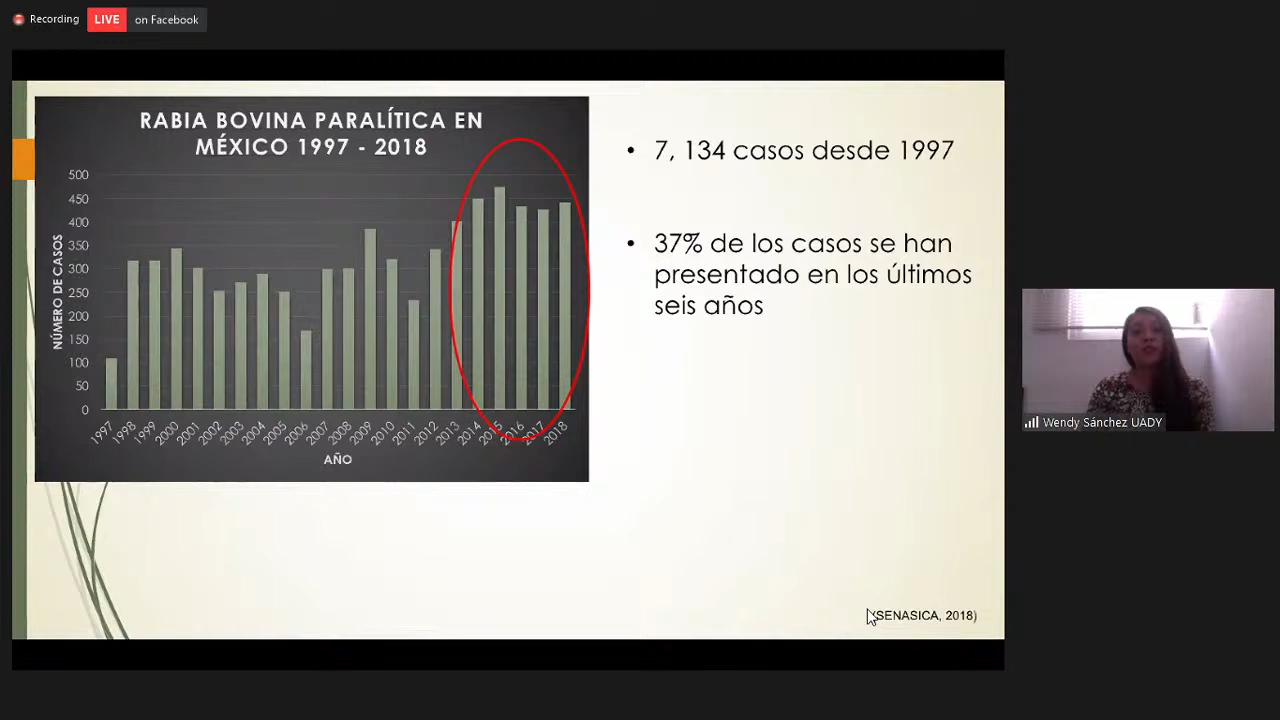 Recording
LIVE on Facebook
RABIA BOVINA PARALÍTICA EN
MÉXICO 1997 - 2018
NÚMERO DE CASOS
500
450
400
350
300
250
200
150
100
50
0
1997 1998 1999 2000 2001 2002 2003 2004 2005 2006 2007 2008 2009 2010 2011 2012 2013 2014 2015 2016 2017 2018
AÑO
• 7, 134 casos desde 1997
• 37% de los casos se han
presentado en los últimos
seis años
Wendy Sánchez UADY
(SENASICA, 2018)